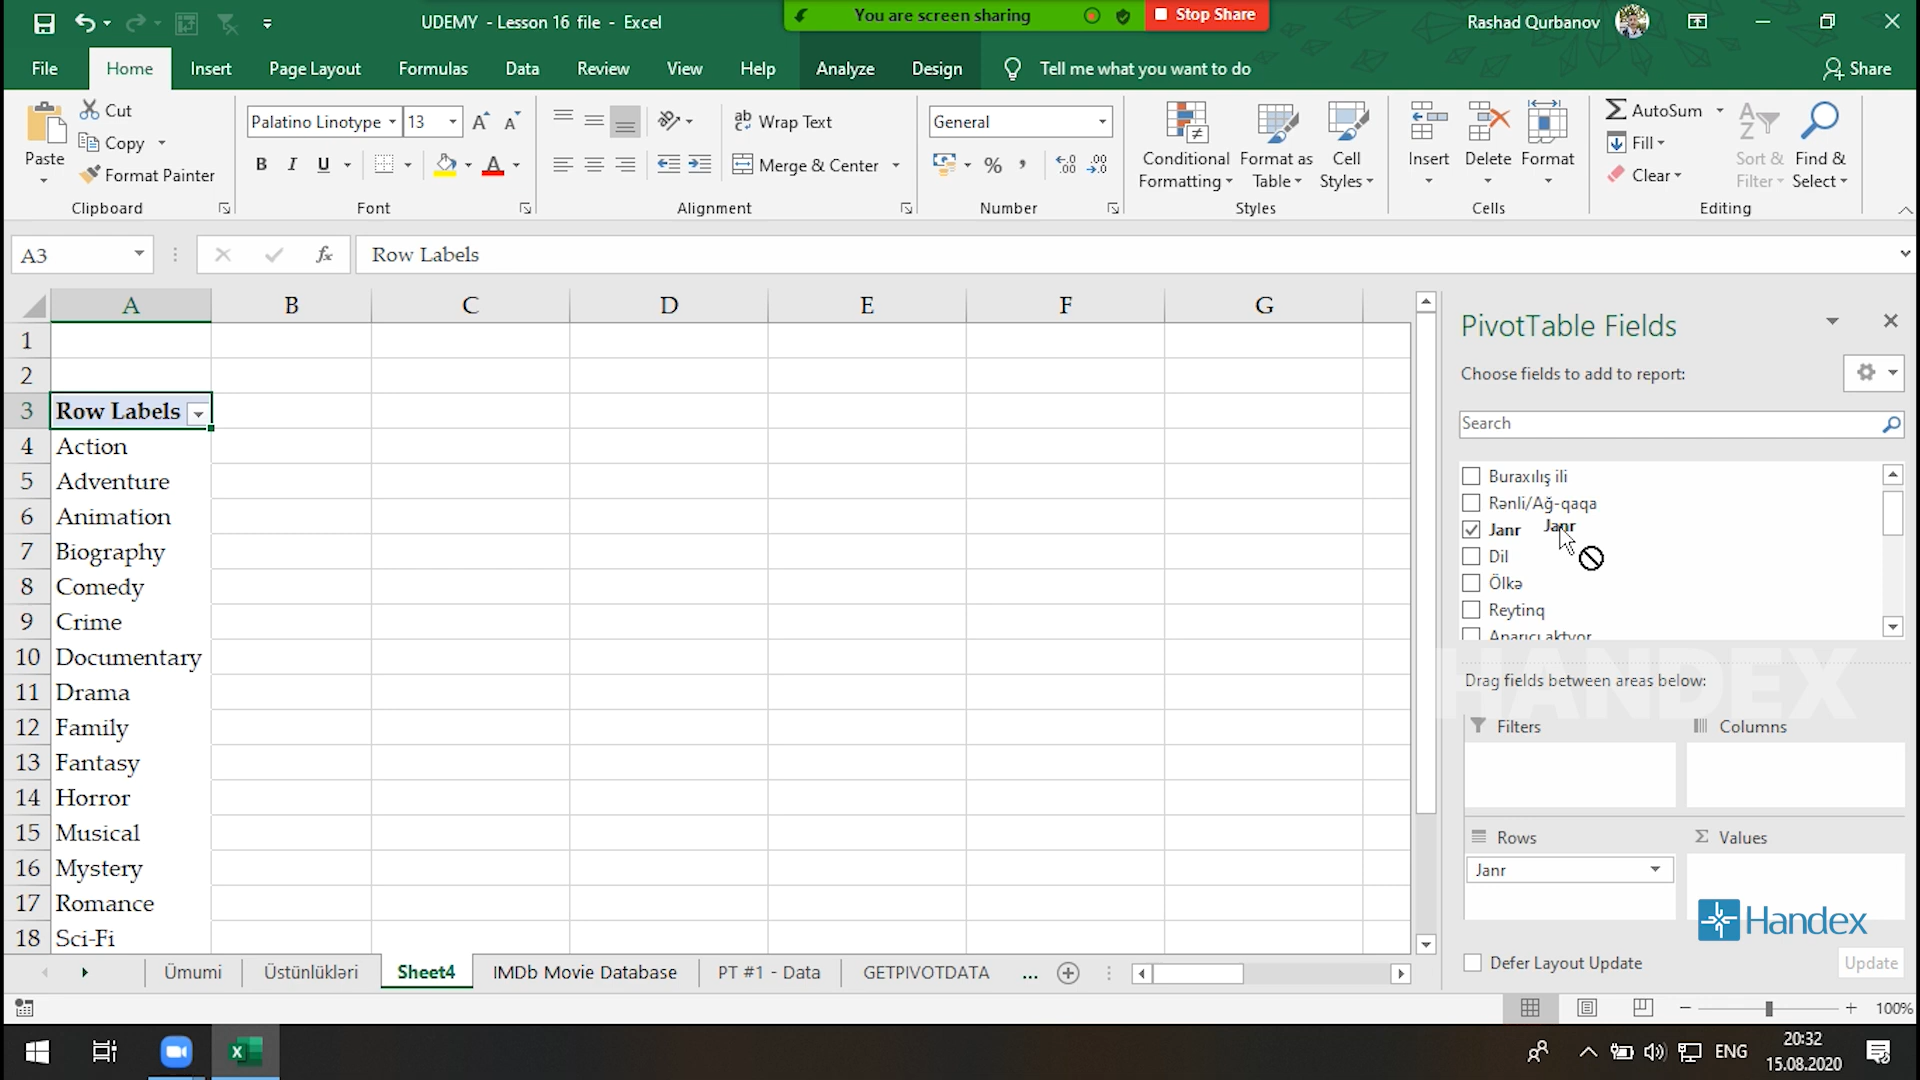 UDEMY - Lesson 16 file - Excel
You are screen sharing
Stop Share
Rashad Qurbanov
File Home Insert Page Layout Formulas Data Review View Help Analyze Design Tell me what you want to do Share
Paste
Cut
Copy
Format Painter
Clipboard
Palatino Linotype 13
B I U
Font
Wrap Text
Merge & Center
Alignment
General
Number
Conditional Formatting
Format as Table
Cell Styles
Styles
Insert
Delete
Format
Cells
AutoSum
Fill
Clear
Sort & Filter
Find & Select
Editing
A3 fx Row Labels
A B C D E F G
1
2
3 Row Labels
4 Action
5 Adventure
6 Animation
7 Biography
8 Comedy
9 Crime
10 Documentary
11 Drama
12 Family
13 Fantasy
14 Horror
15 Musical
16 Mystery
17 Romance
18 Sci-Fi
PivotTable Fields
Choose fields to add to report:
Search
Buraxılış ili
Rənli/Ağ-qaqa
Janr Janr
Dil
Ölkə
Reytinq
Aparıcı aktyor
HANDEX
Drag fields between areas below:
Filters
Columns
Rows
Janr
Values
Handex
Defer Layout Update Update
Ümumi Üstünlükləri Sheet4 IMDb Movie Database PT #1 - Data GETPIVOTDATA ...
100%
ENG
20:32
15.08.2020